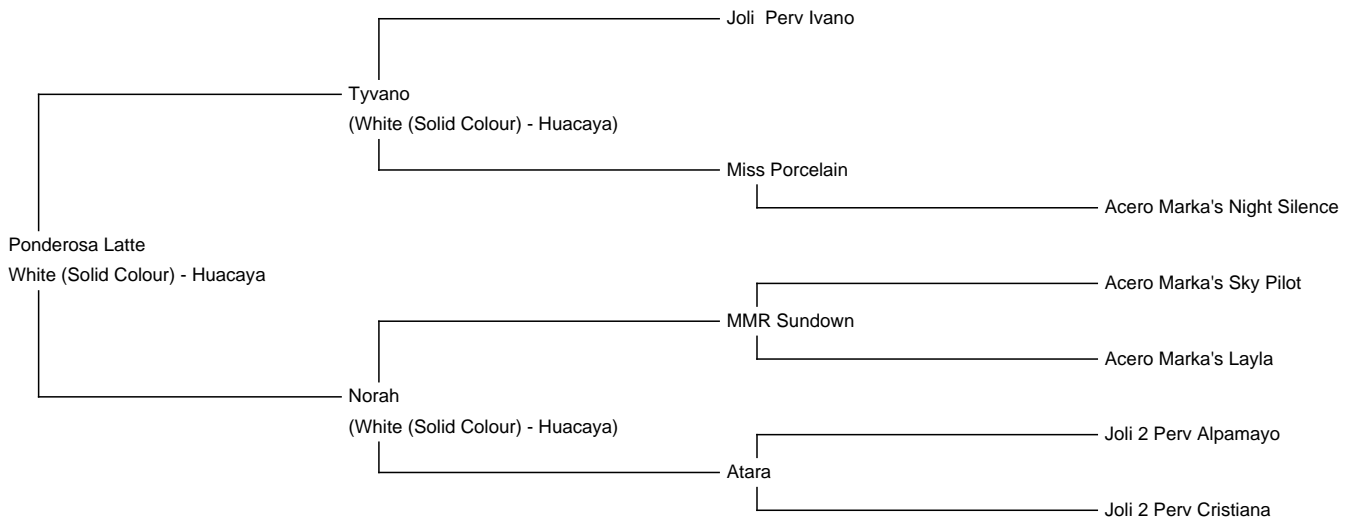 Joli  Perv Ivano
Tyvano
(White (Solid Colour) - Huacaya)
Miss Porcelain
Acero Marka's Night Silence
Ponderosa Latte
White (Solid Colour) - Huacaya
Acero Marka's Sky Pilot
MMR Sundown
Acero Marka's Layla
Norah
(White (Solid Colour) - Huacaya)
Joli 2 Perv Alpamayo
Atara
Joli 2 Perv Cristiana